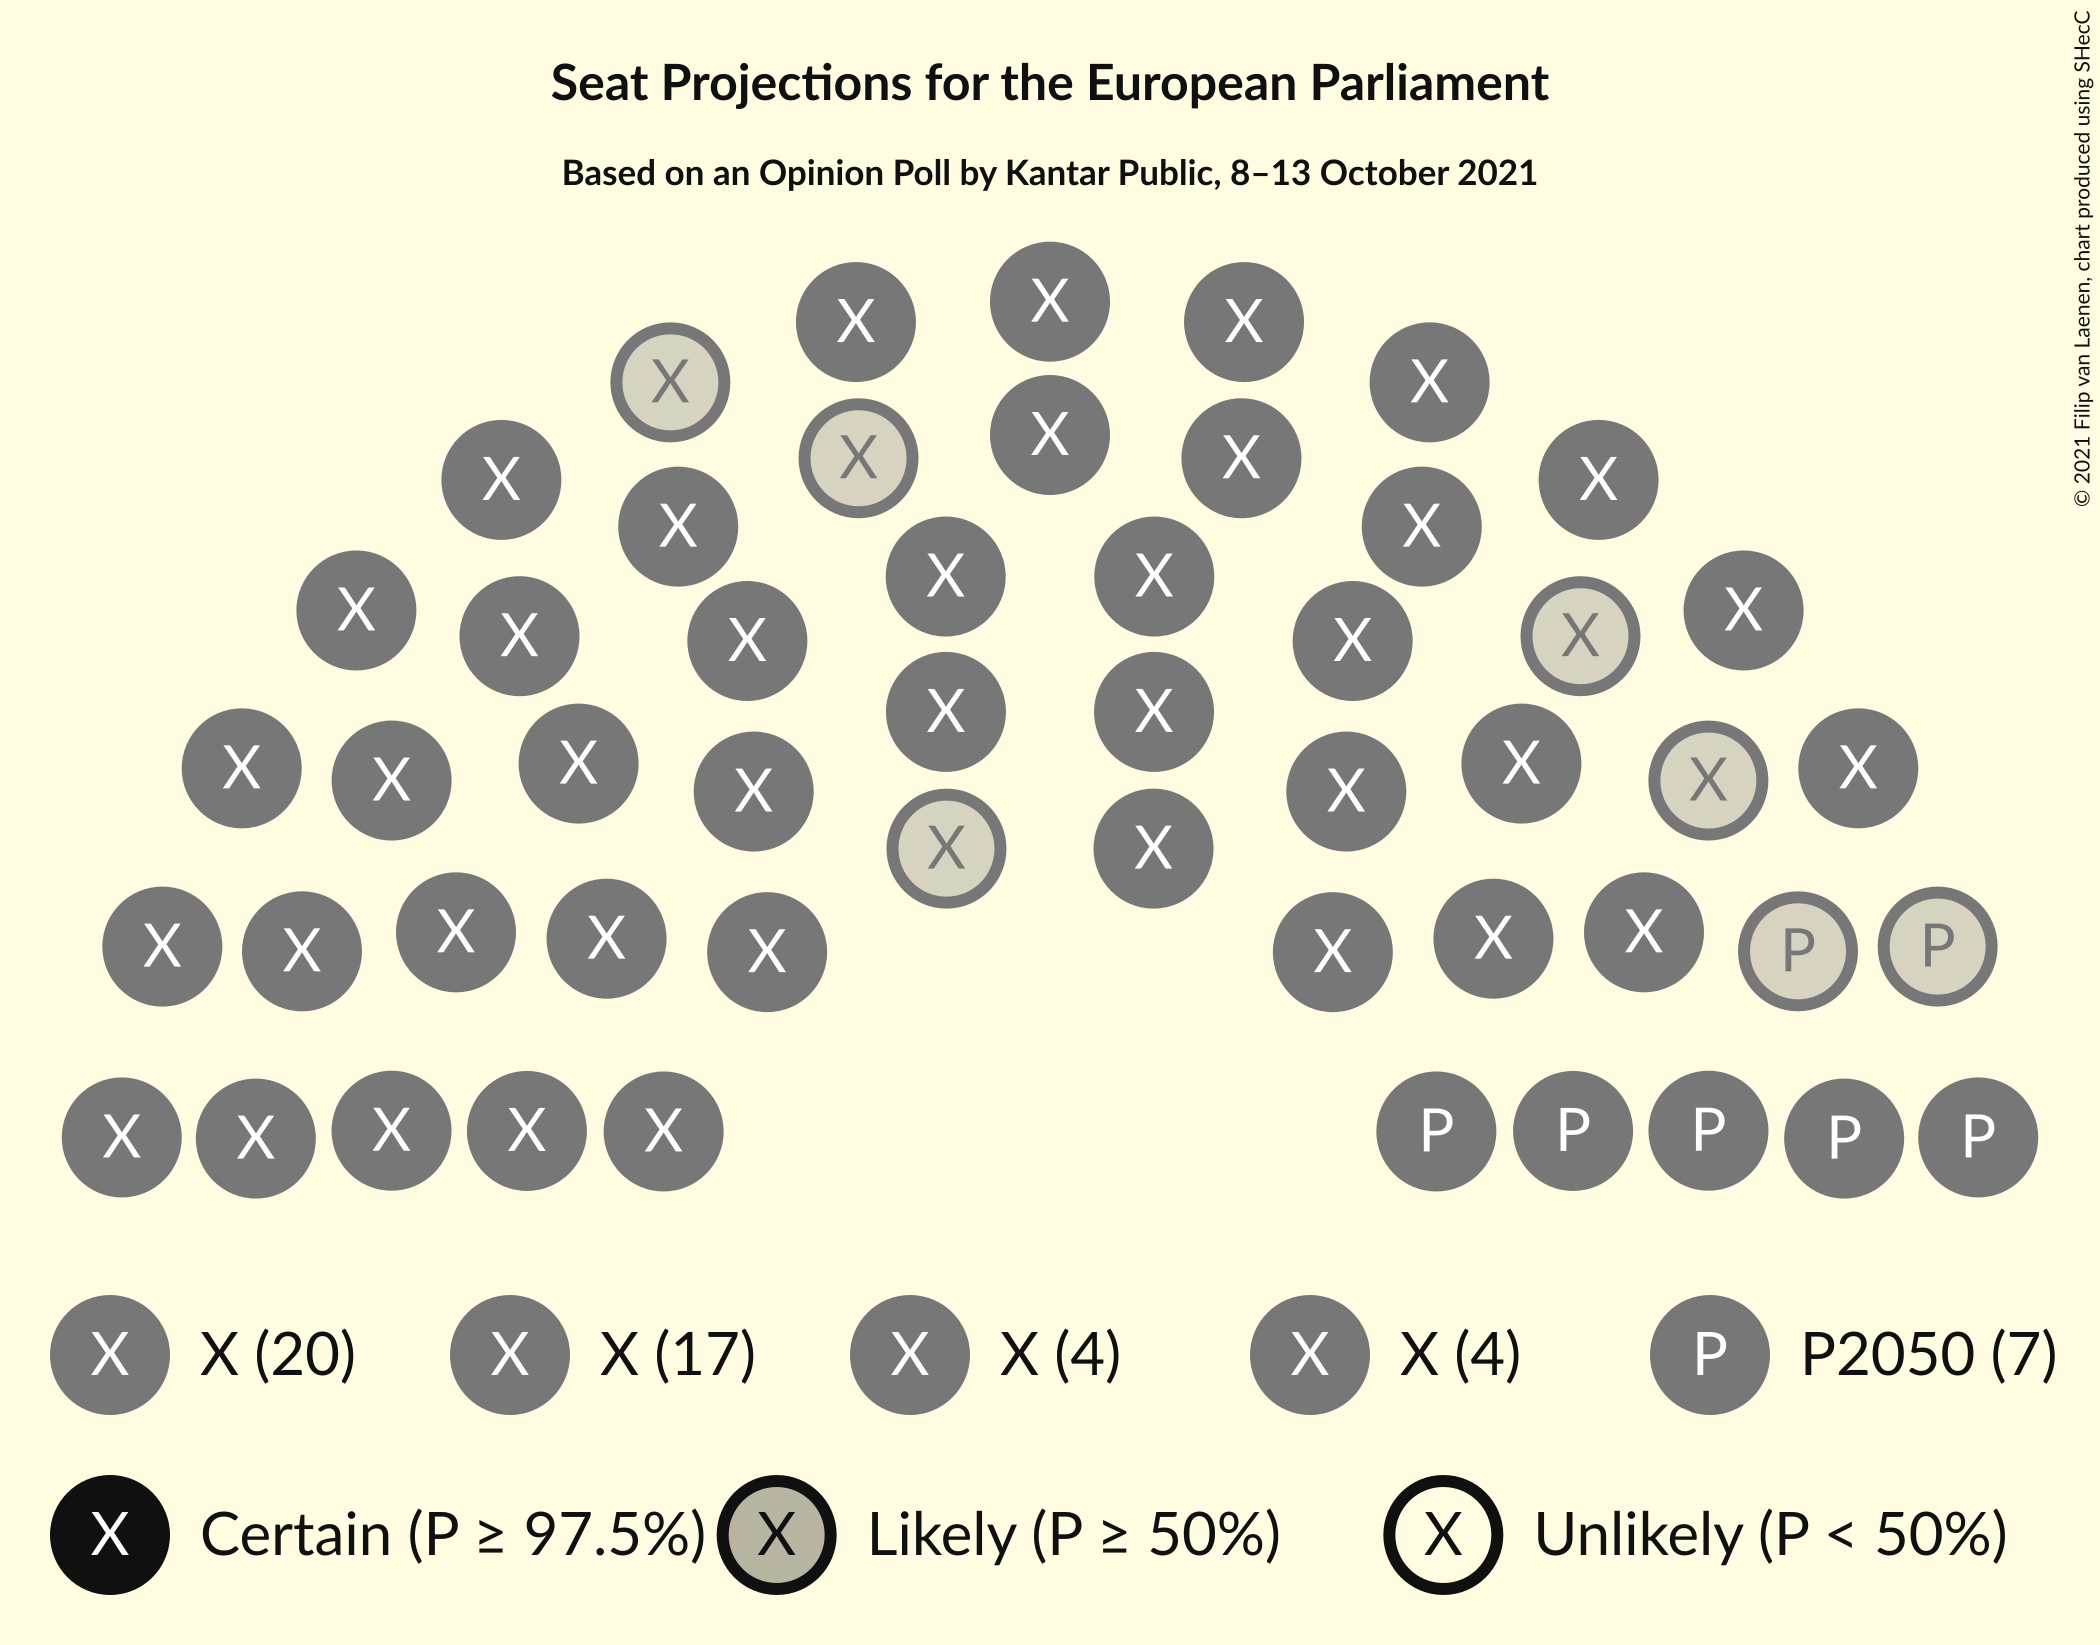 Seat Projections for the European Parliament
Based on an Opinion Poll by Kantar Public, 8–13 October 2021
© 2021 Filip van Laenen, chart produced using SHecC
X
X X
X X
X
X X
X X
X X
X X
X X
X X
X X
X X
X X
X X
X X X X
X X X X
X X
X X
X X X X
X X X X X X P P
X X
X X X P P P
X X P P
X X (20) X X (17) X X (4) X X (4) P P2050 (7)
X Certain (P ≥ 97.5%) X Likely (P ≥ 50%) X Unlikely (P < 50%)